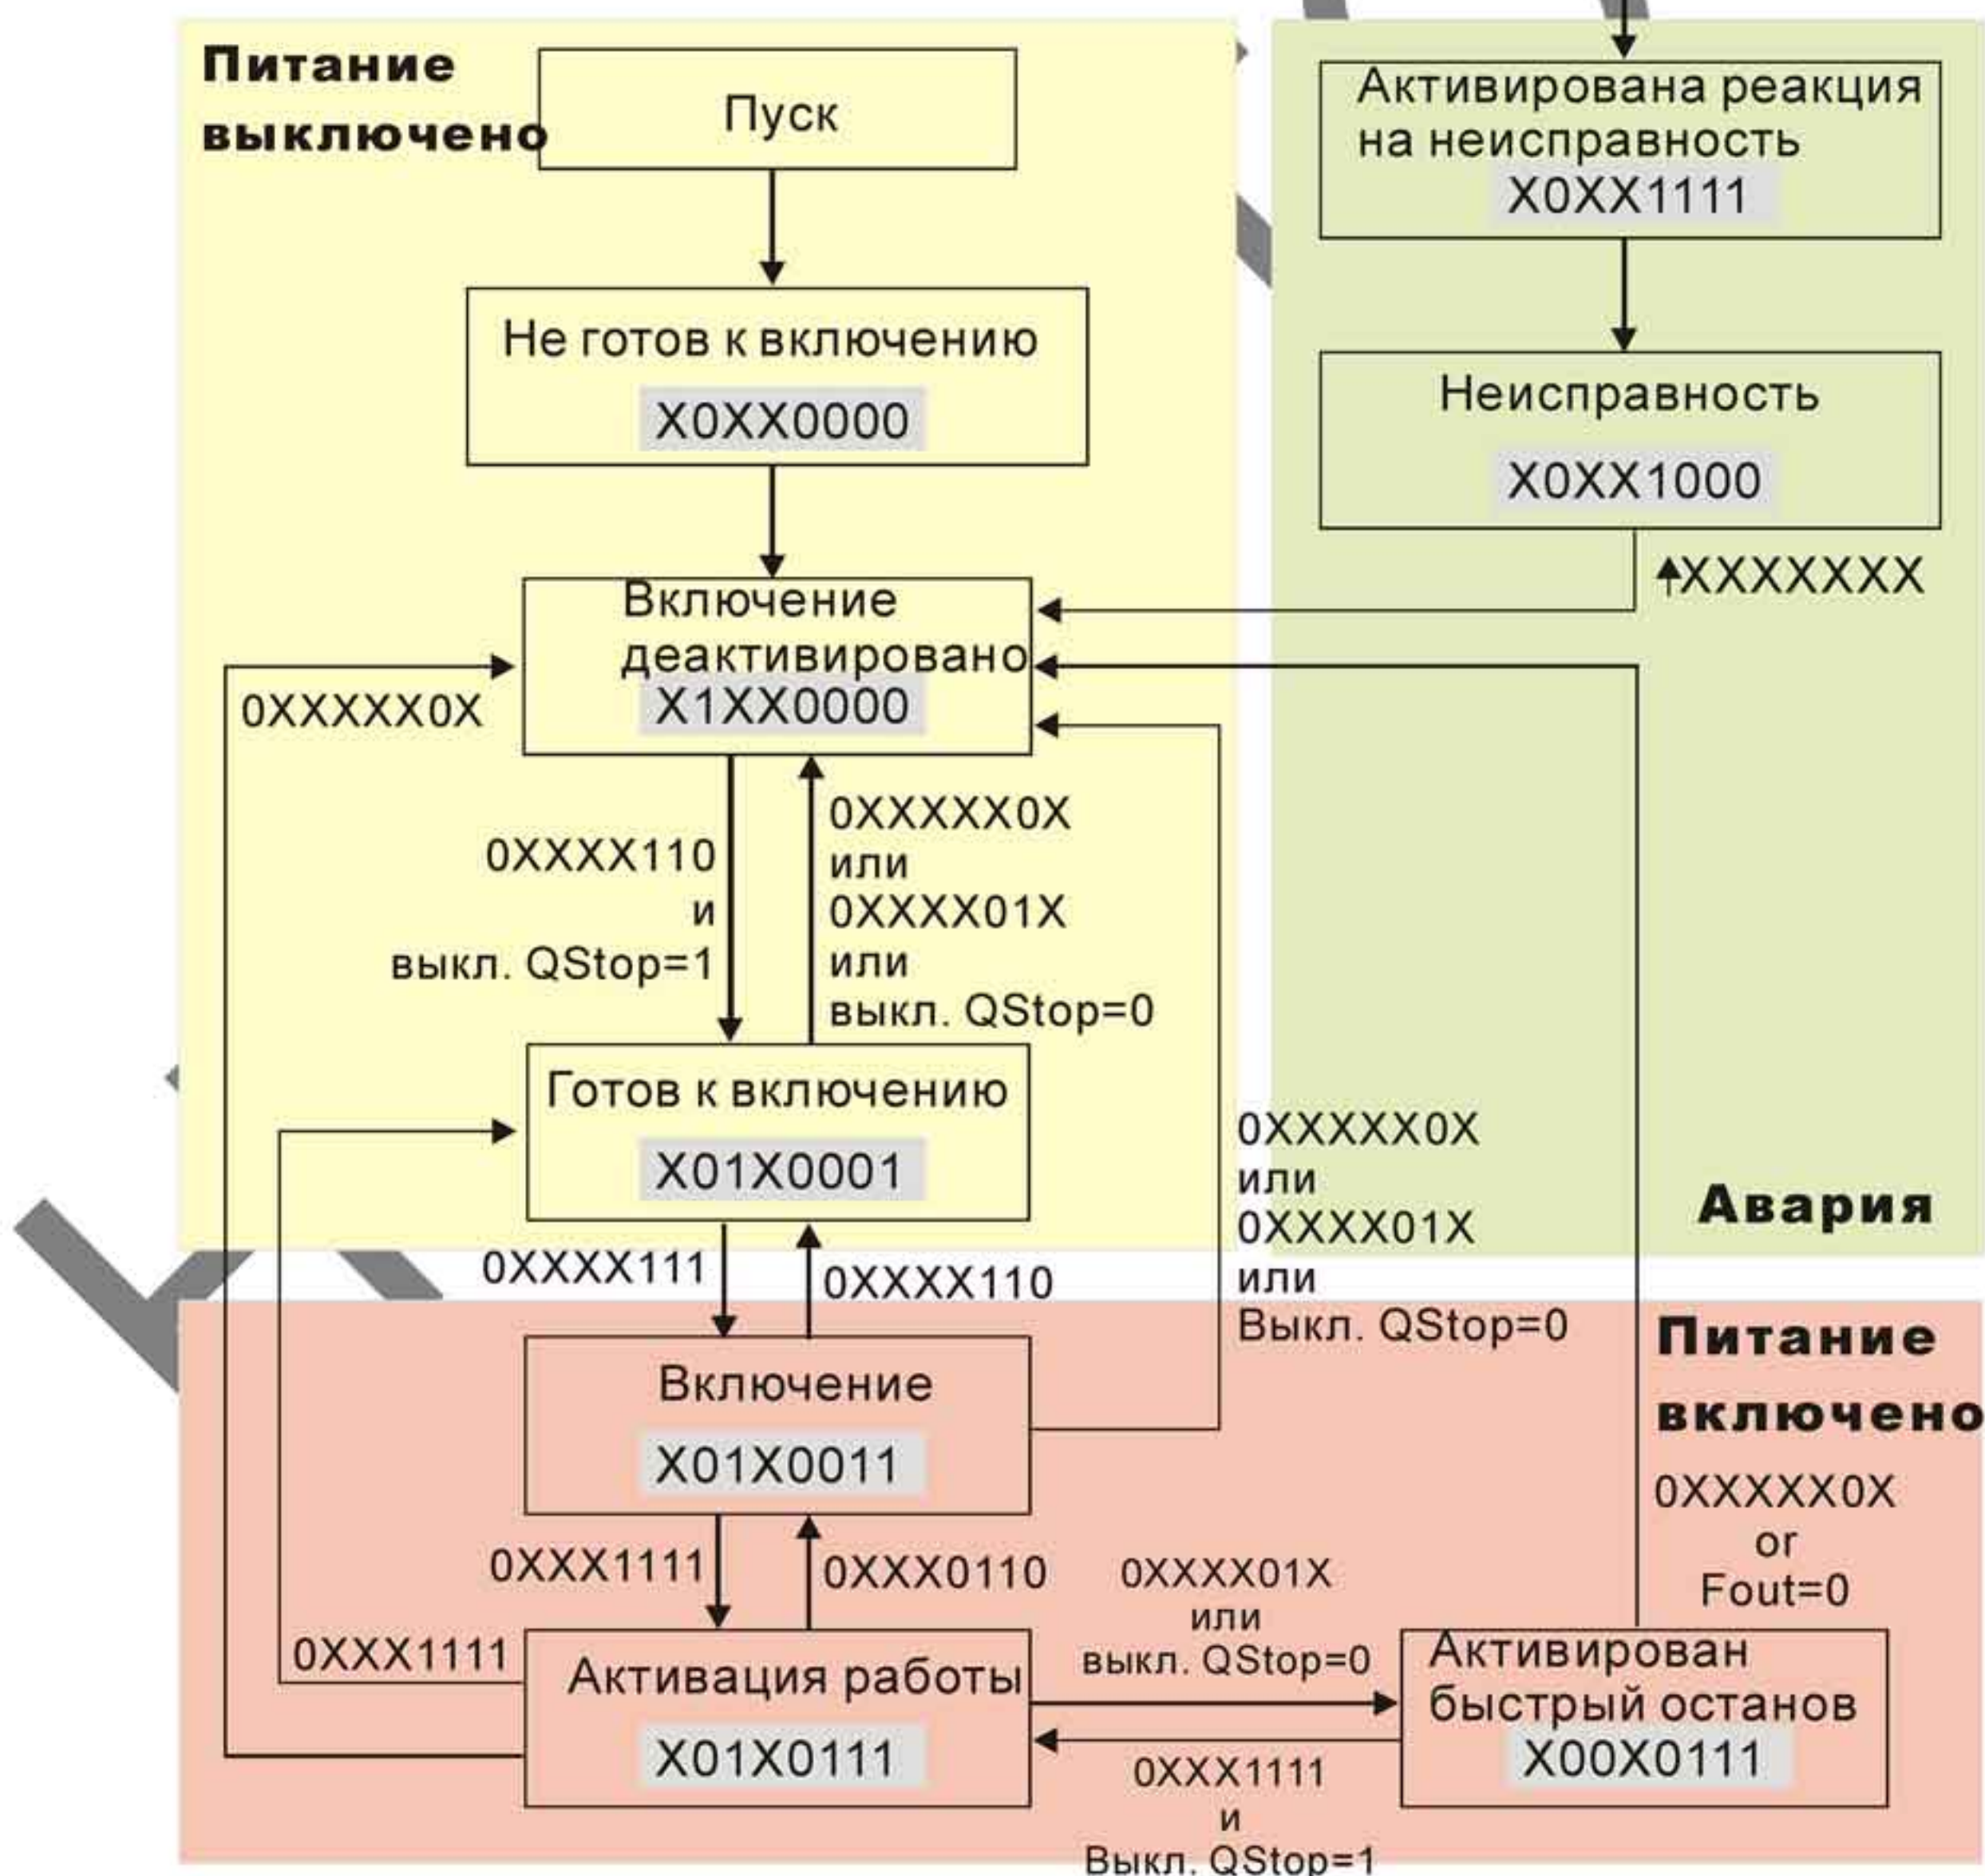 Питание
выключено
Пуск
Не готов к включению
X0XX0000
Включение
деактивировано
X1XX0000
0XXXXX0X
0XXXX110
и
выкл. QStop=1
0XXXXX0X
или
0XXXX01X
или
выкл. QStop=0
Готов к включению
X01X0001
Активирована реакция
на неисправность
X0XX1111
Неисправность
X0XX1000
XXXXXXX
Авария
0XXXXX0X
или
0XXXX01X
или
Выкл. QStop=0
0XXXX111
0XXXX110
Питание
включено
Включение
X01X0011
0XXX1111
0XXX0110
0XXX1111
Активация работы
X01X0111
0XXXX01X
или
выкл. QStop=0
0XXX1111
и
Выкл. QStop=1
0XXXXX0X
or
Fout=0
Активирован
быстрый останов
X00X0111